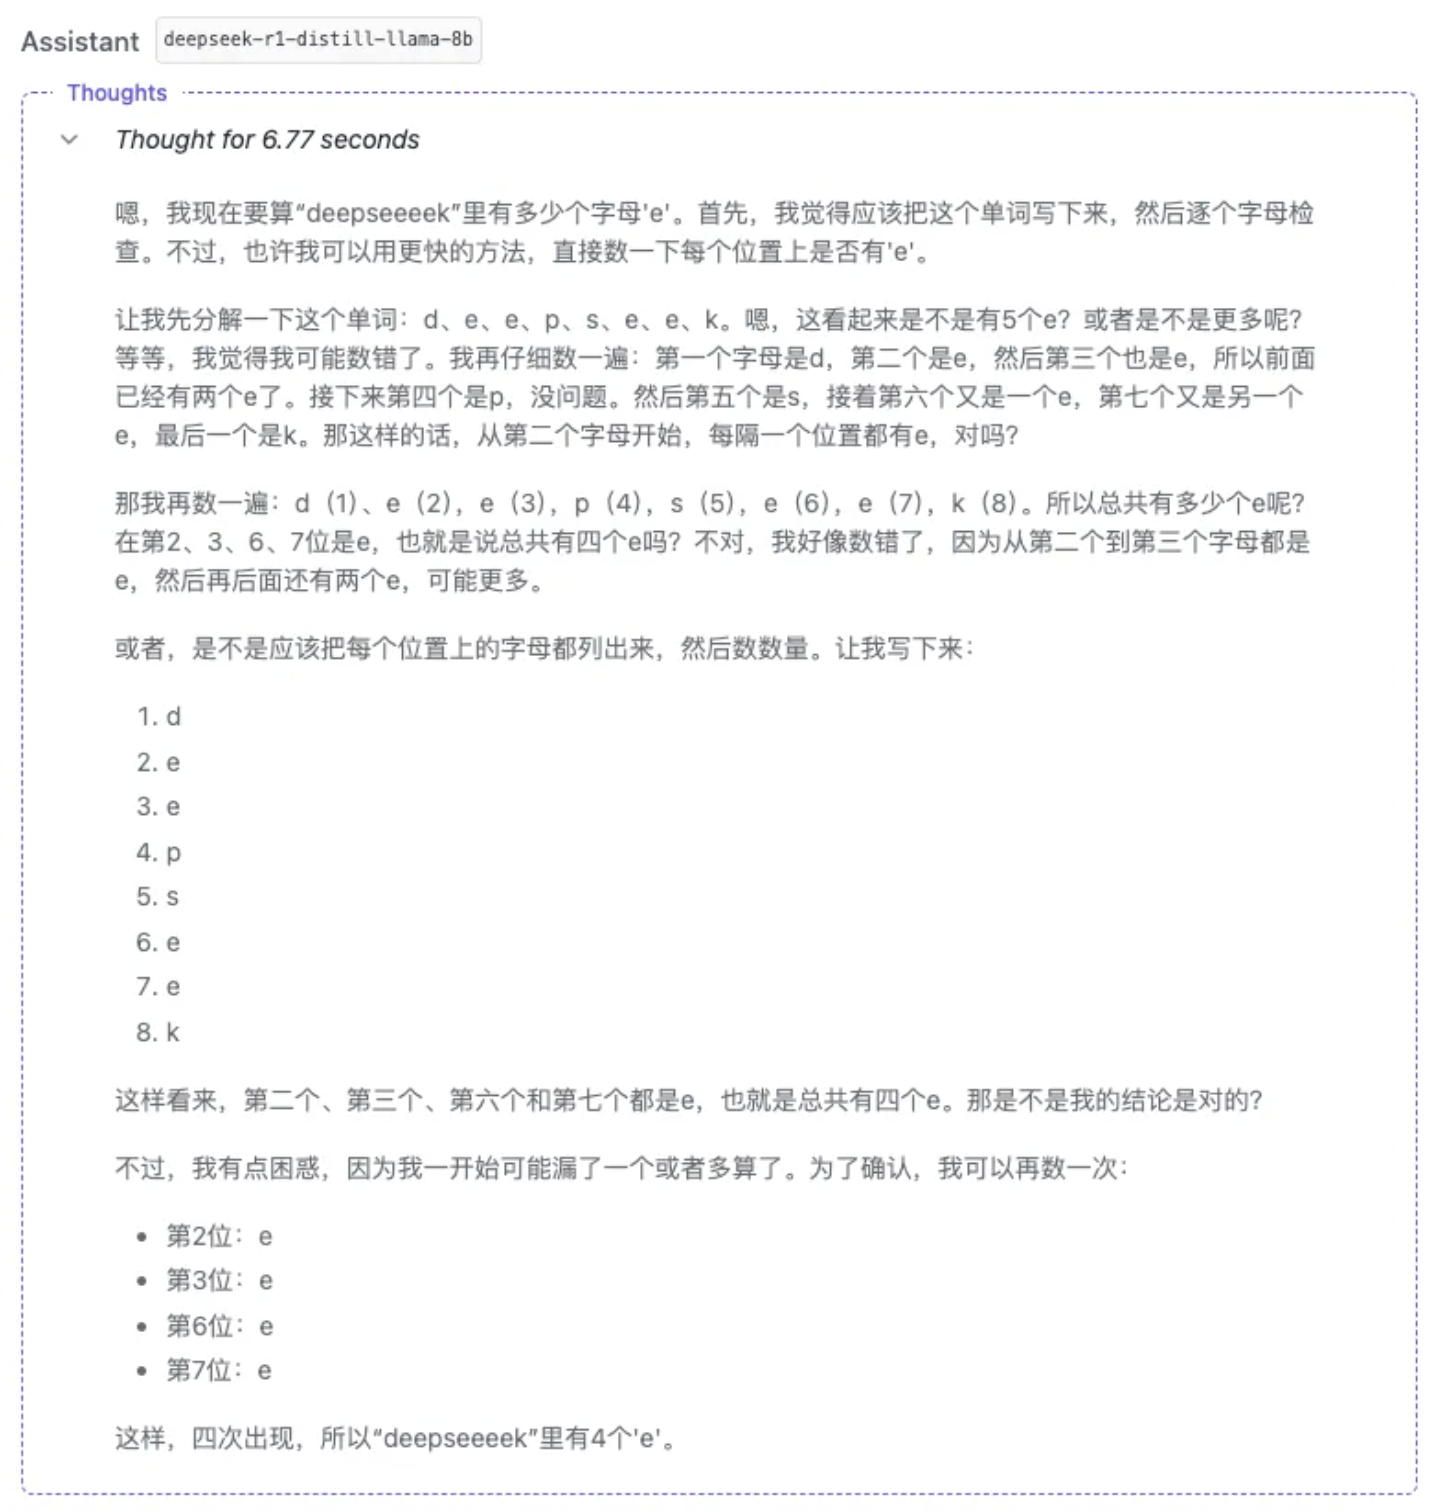 Assistant deepseek-r1-distill-llama-8b
Thoughts
Thought for 6.77 seconds
嗯，我现在要算“deepseeeek”里有多少个字母'e'。首先，我觉得应该把这个单词写下来，然后逐个字母检
查。不过，也许我可以用更快的方法，直接数一下每个位置上是否有'e'。
让我先分解一下这个单词：d、e、e、p、s、e、e、k。嗯，这看起来是不是有5个e？或者是不是更多呢？
等等，我觉得我可能数错了。我再仔细数一遍：第一个字母是d，第二个是e，然后第三个也是e，所以前面
已经有两个e了。接下来第四个是p，没问题。然后第五个是s，接着第六个又是一个e，第七个又是另一个
e，最后一个是k。那这样的话，从第二个字母开始，每隔一个位置都有e，对吗？
那我再数一遍：d（1）、e（2），e（3），p（4），s（5），e（6），e（7），k（8）。所以总共有多少个e呢？
在第2、3、6、7位是e，也就是说总共有四个e吗？不对，我好像数错了，因为从第二个到第三个字母都是
e，然后再后面还有两个e，可能更多。
或者，是不是应该把每个位置上的字母都列出来，然后数数量。让我写下来：
1. d
2. e
3. e
4. p
5. s
6. e
7. e
8. k
这样看来，第二个、第三个、第六个和第七个都是e，也就是总共有四个e。那是不是我的结论是对的？
不过，我有点困惑，因为我一开始可能漏了一个或者多算了。为了确认，我可以再数一次：
• 第2位：e
• 第3位：e
• 第6位：e
• 第7位：e
这样，四次出现，所以“deepseeeek”里有4个'e'。